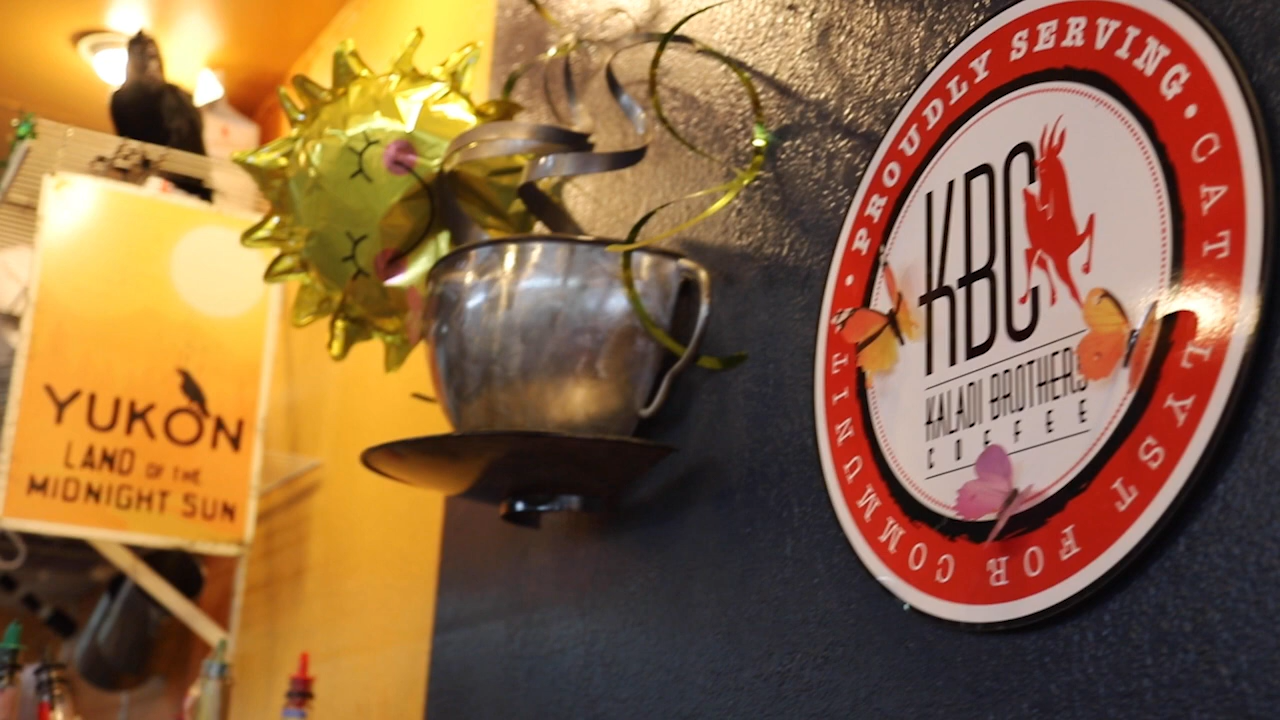 YUKON
LAND OF THE
MIDNIGHT SUN
• PROUDLY SERVING •
CATALYST FOR COMMUNITY
KBC
KALADI BROTHERS
COFFEE